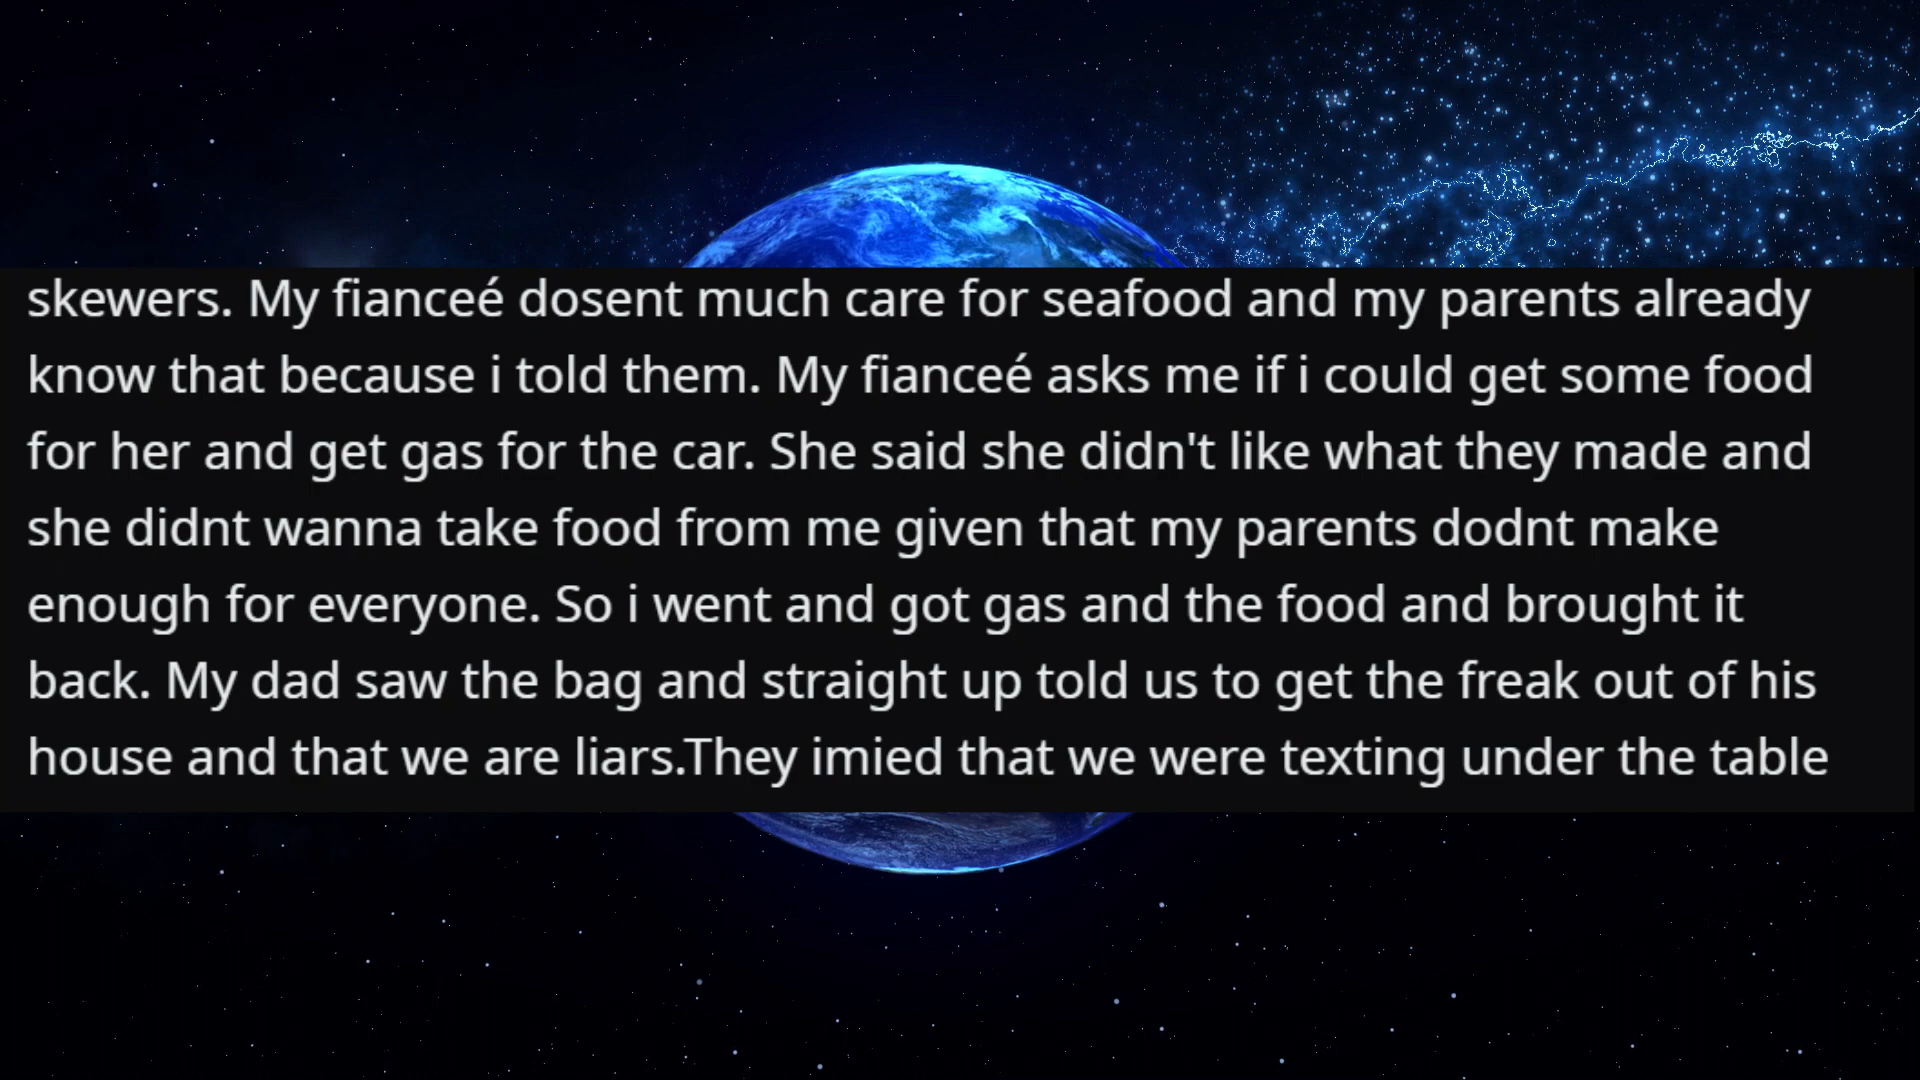 skewers. My fianceé dosent much care for seafood and my parents already
know that because i told them. My fianceé asks me if i could get some food
for her and get gas for the car. She said she didn't like what they made and
she didnt wanna take food from me given that my parents dodnt make
enough for everyone. So i went and got gas and the food and brought it
back. My dad saw the bag and straight up told us to get the freak out of his
house and that we are liars.They imied that we were texting under the table